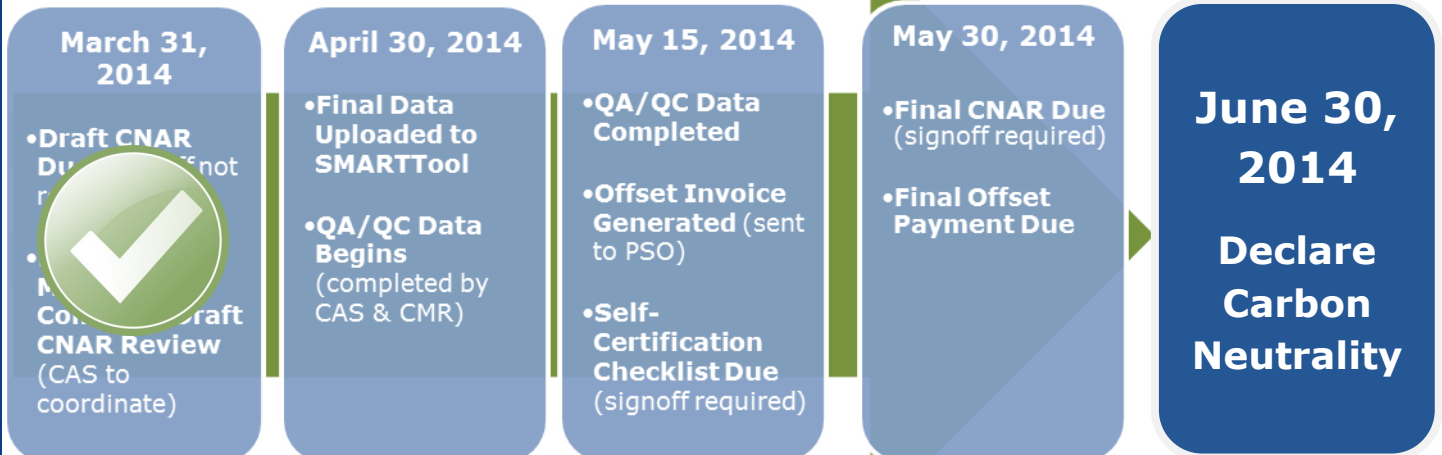 March 31,
2014
•Draft CNAR
not
•
CNAR Review
(CAS to
coordinate)
April 30, 2014
•Final Data
Uploaded to
SMARTTool
•QA/QC Data
Begins
(completed by
CAS & CMR)
May 15, 2014
•QA/QC Data
Completed
•Offset Invoice
Generated (sent
to PSO)
•Self-
Certification
Checklist Due
(signoff required)
May 30, 2014
•Final CNAR Due
(signoff required)
•Final Offset
Payment Due
June 30,
2014
Declare
Carbon
Neutrality